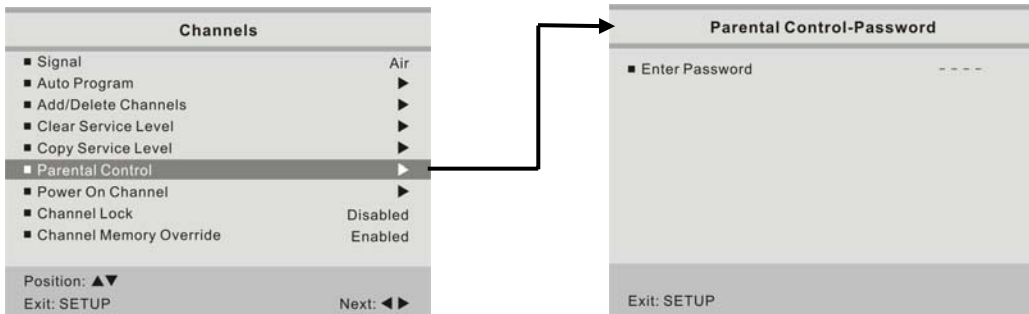 Channels
■ Signal Air
■ Auto Program ▶
■ Add/Delete Channels ▶
■ Clear Service Level ▶
■ Copy Service Level ▶
■ Parental Control ▶
■ Power On Channel ▶
■ Channel Lock Disabled
■ Channel Memory Override Enabled
Position: ▲▼
Exit: SETUP Next: ◀ ▶
Parental Control-Password
■ Enter Password - - - -
Exit: SETUP